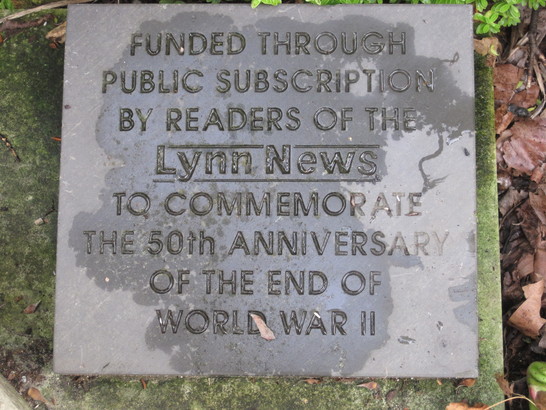 FUNDED THROUGH
PUBLIC SUBSCRIPTION
BY READERS OF THE
Lynn News
TO COMMEMORATE
THE 50th ANNIVERSARY
OF THE END OF
WORLD WAR II